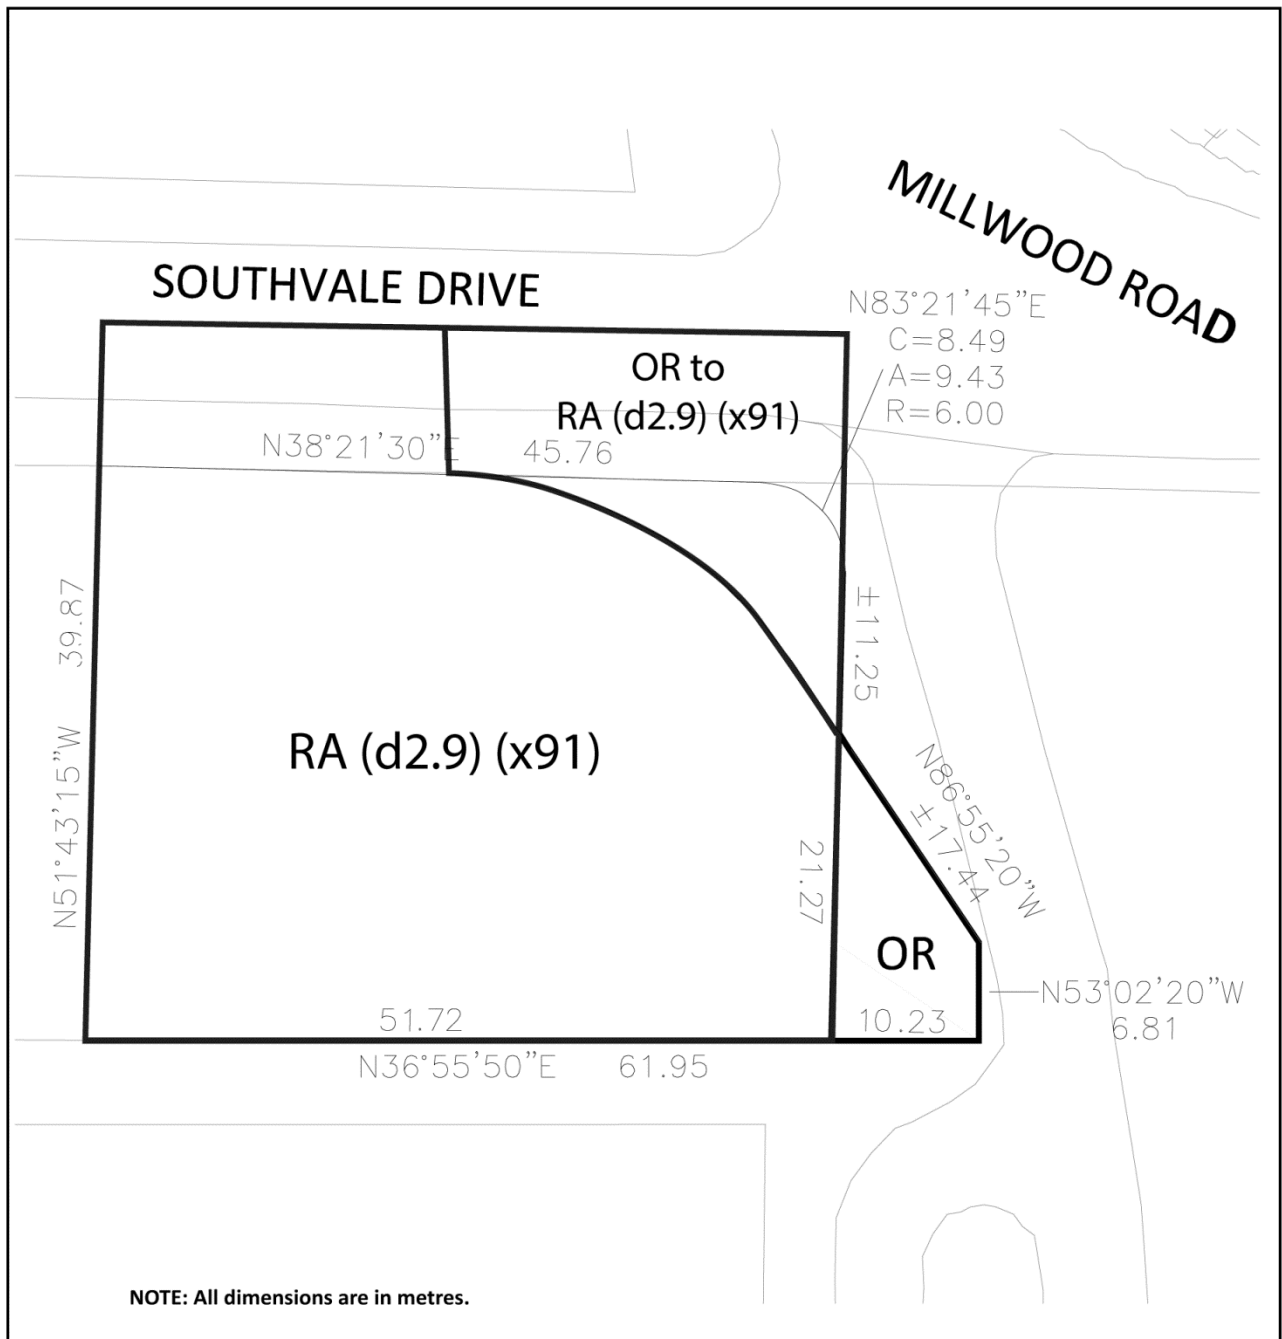 MILLWOOD ROAD
SOUTHVALE DRIVE
N83°21'45"E
C=8.49
A=9.43
R=6.00
OR to
RA (d2.9) (x91)
N38°21'30"E 45.76
39.87
N51°43'15"W
±11.25
RA (d2.9) (x91)
N86°55'20"W
±17.44
21.27
OR
N53°02'20"W
6.81
51.72
10.23
N36°55'50"E 61.95
NOTE: All dimensions are in metres.